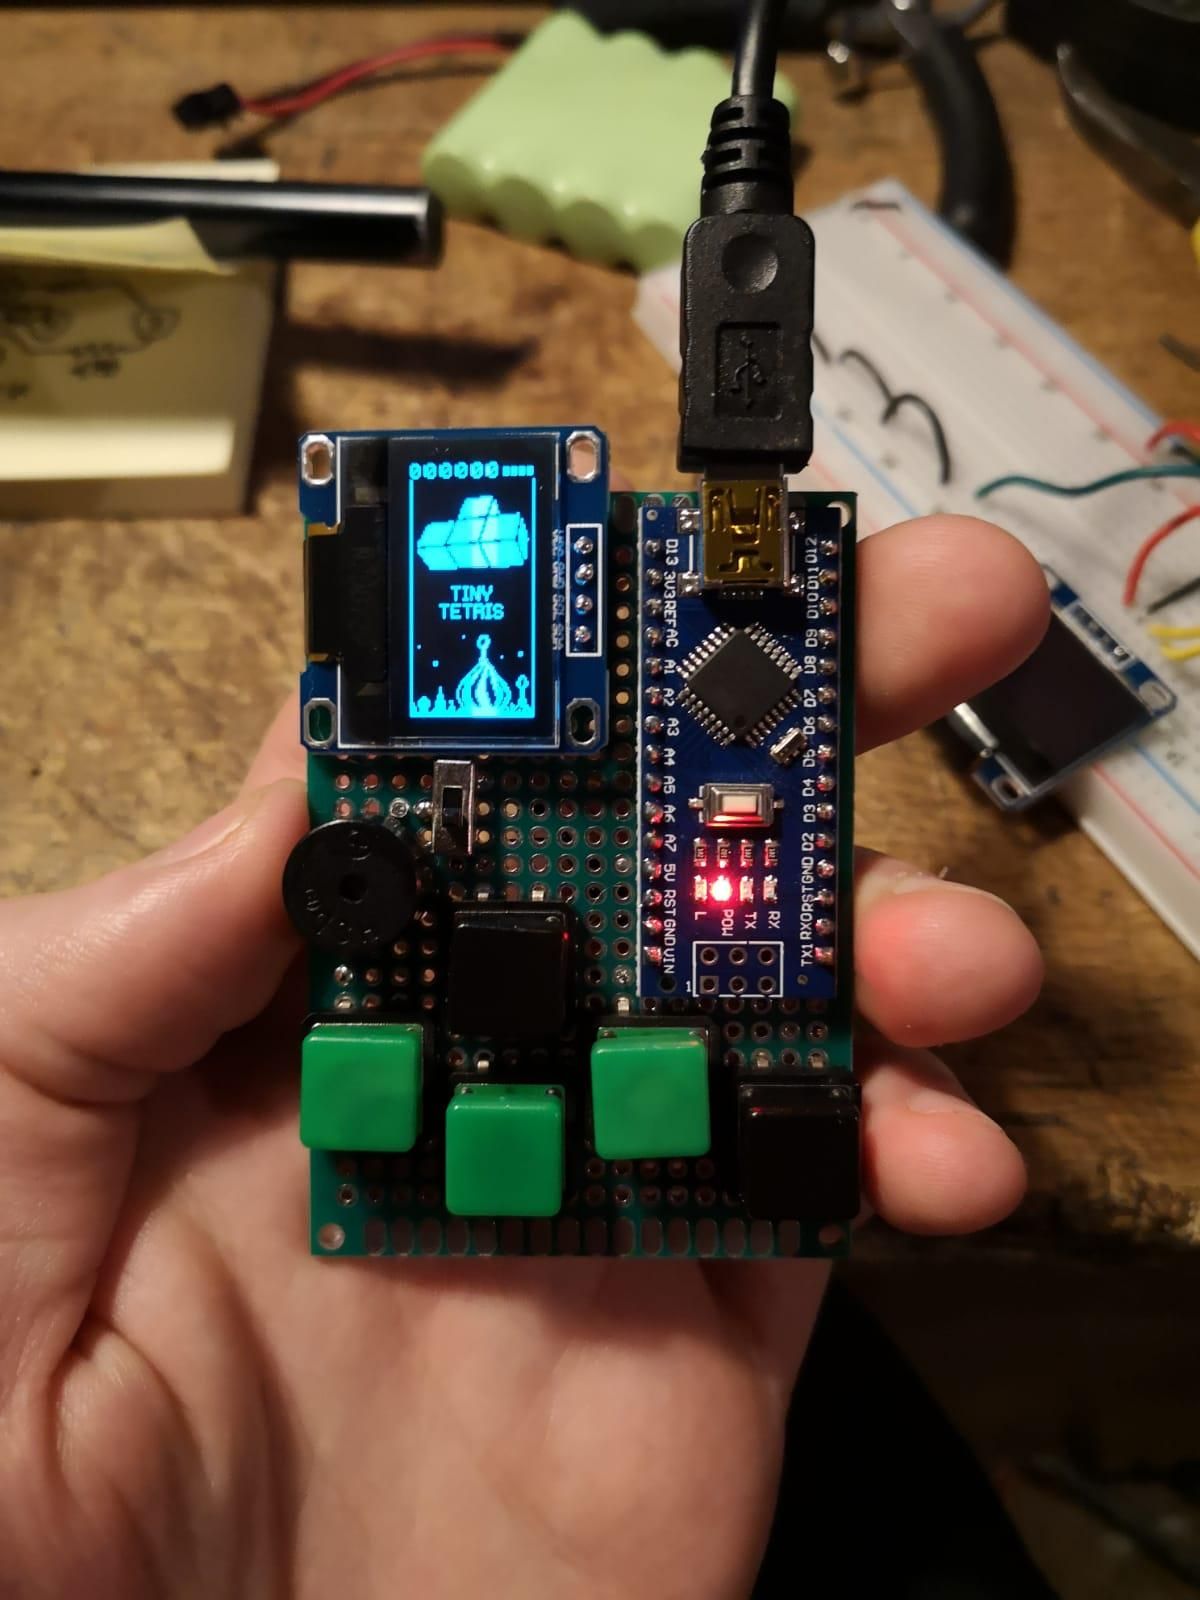 000000
TINY
TETRIS
VCC GND SCL SDA
D13 3V3 REF A0 A1 A2 A3 A4 A5 A6 A7 5V RST GND VIN
D12 D11 D10 D9 D8 D7 D6 D5 D4 D3 D2 GND RST RX0 TX1
L POW TX RX
1